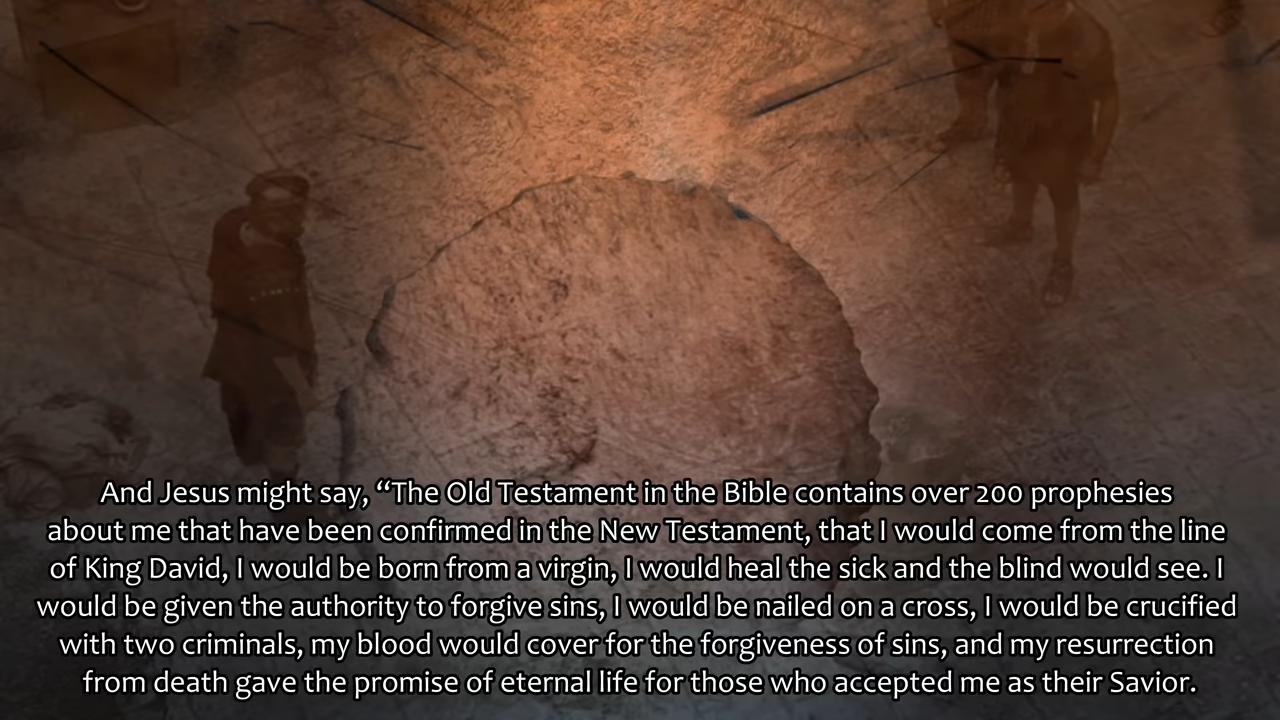 And Jesus might say, “The Old Testament in the Bible contains over 200 prophesies
about me that have been confirmed in the New Testament, that I would come from the line
of King David, I would be born from a virgin, I would heal the sick and the blind would see. I
would be given the authority to forgive sins, I would be nailed on a cross, I would be crucified
with two criminals, my blood would cover for the forgiveness of sins, and my resurrection
from death gave the promise of eternal life for those who accepted me as their Savior.